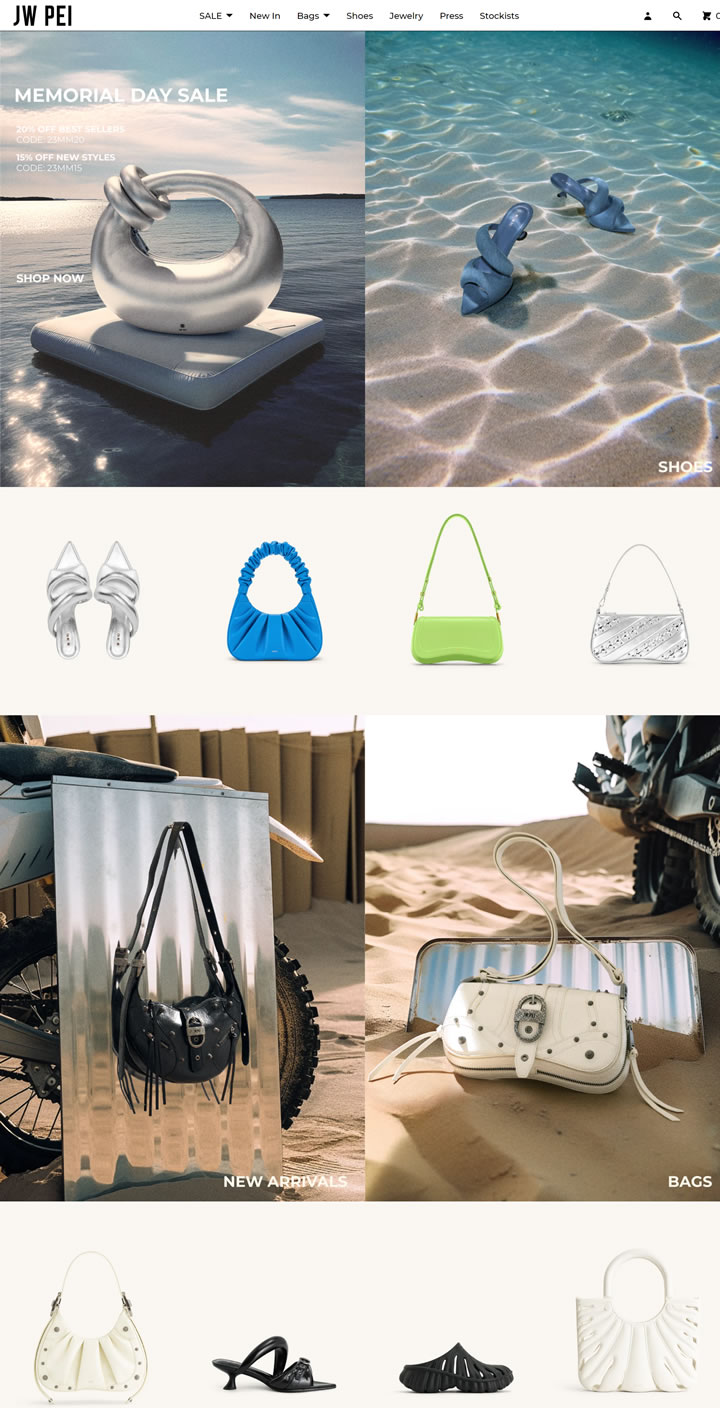 JW PEI
SALE New In Bags Shoes Jewelry Press Stockists
0
MEMORIAL DAY SALE
20% OFF BEST SELLERS
CODE: 23MM20
15% OFF NEW STYLES
CODE: 23MM15
SHOP NOW
SHOES
NEW ARRIVALS
BAGS